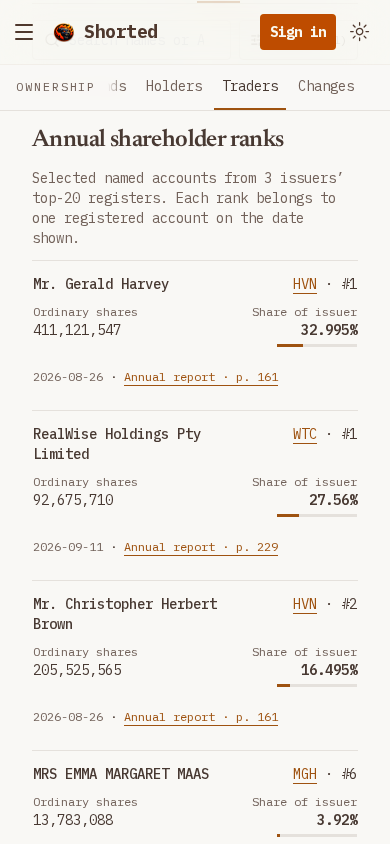 Shorted
Sign in
OWNERSHIP ds Holders Traders Changes
Annual shareholder ranks
Selected named accounts from 3 issuers’
top-20 registers. Each rank belongs to
one registered account on the date
shown.
Mr. Gerald Harvey HVN · #1
Ordinary shares Share of issuer
411,121,547 32.995%
2026-08-26 · Annual report · p. 161
RealWise Holdings Pty WTC · #1
Limited
Ordinary shares Share of issuer
92,675,710 27.56%
2026-09-11 · Annual report · p. 229
Mr. Christopher Herbert HVN · #2
Brown
Ordinary shares Share of issuer
205,525,565 16.495%
2026-08-26 · Annual report · p. 161
MRS EMMA MARGARET MAAS MGH · #6
Ordinary shares Share of issuer
13,783,088 3.92%